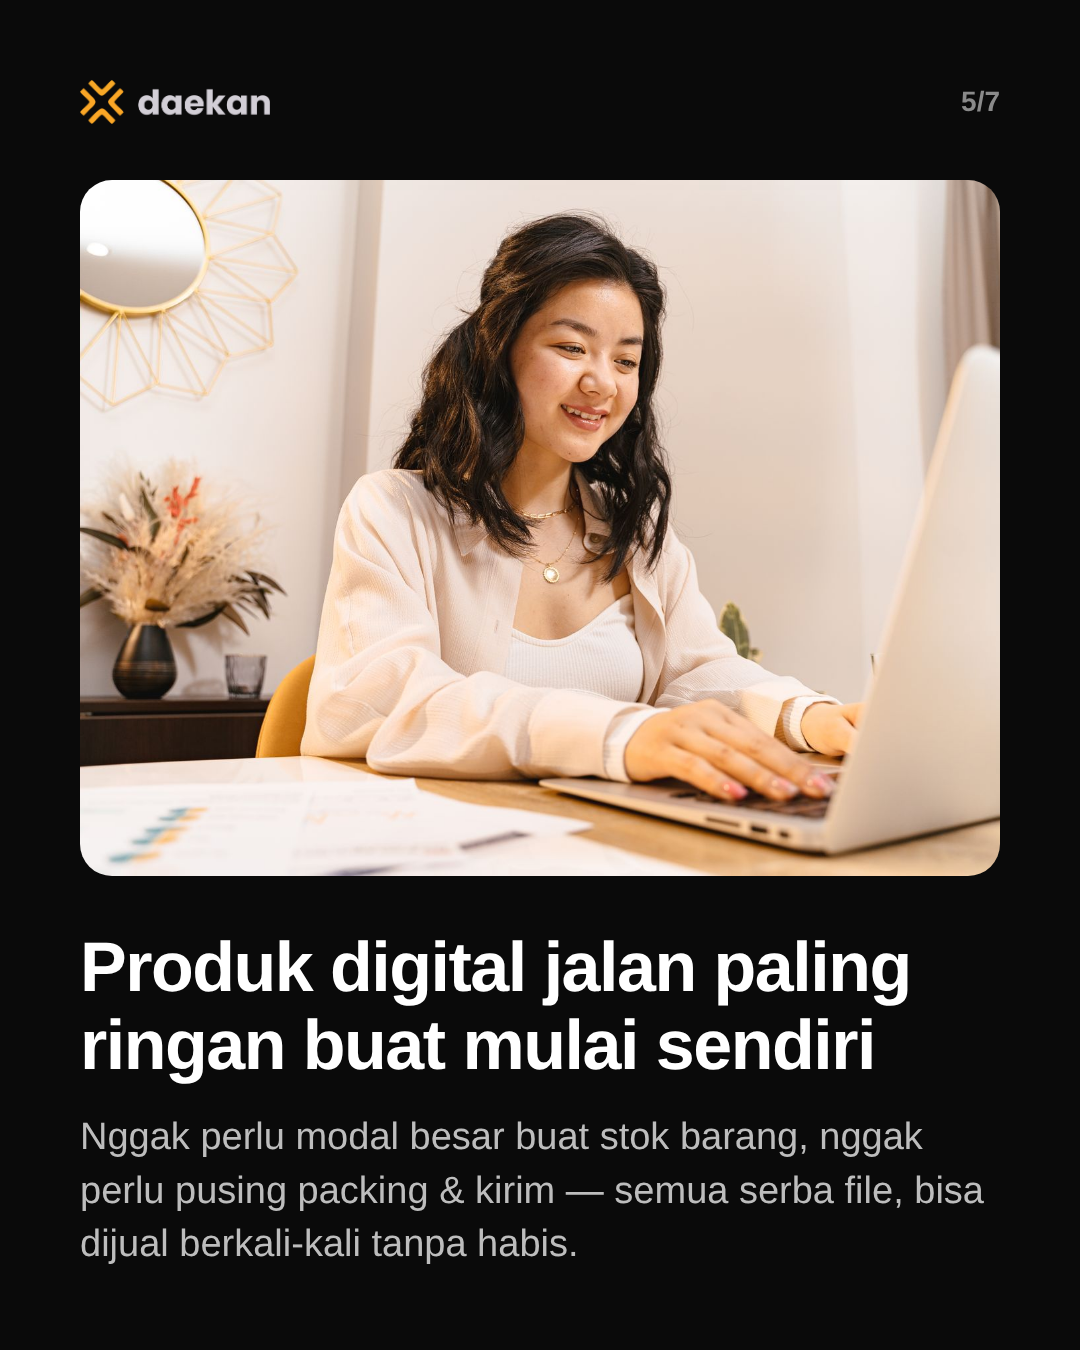 daekan
5/7
Produk digital jalan paling
ringan buat mulai sendiri
Nggak perlu modal besar buat stok barang, nggak
perlu pusing packing & kirim — semua serba file, bisa
dijual berkali-kali tanpa habis.